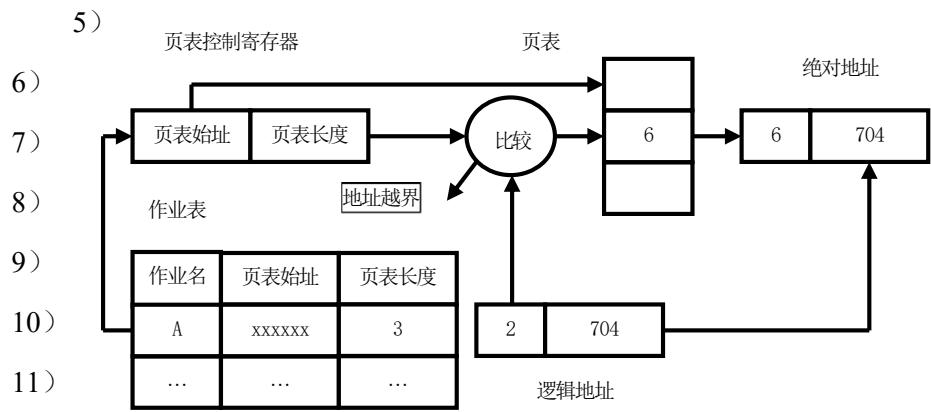 5）
页表控制寄存器 页表
6） 绝对地址
7） 页表始址 页表长度 比较 6 6 704
8） 作业表 地址越界
9） 作业名 页表始址 页表长度
10） A xxxxxx 3 2 704
11） … … … 逻辑地址